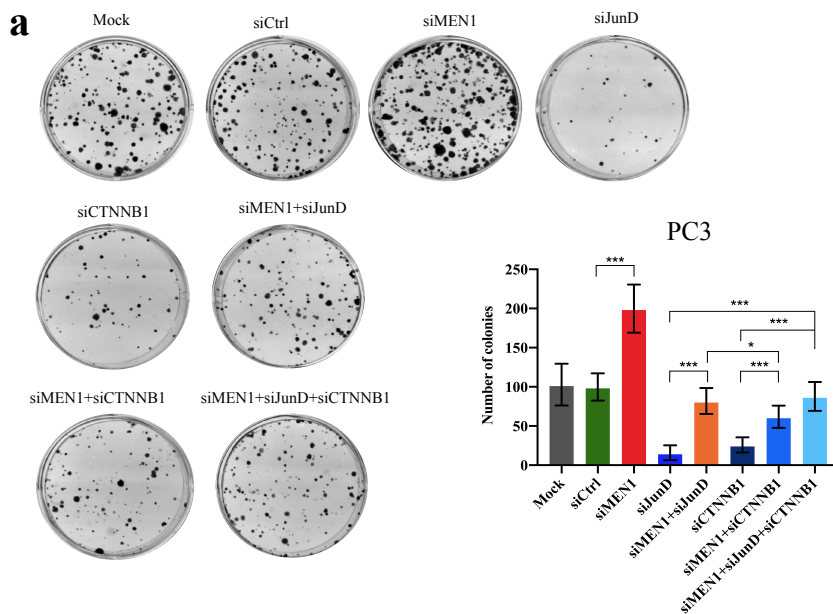 a
Mock
siCtrl
siMEN1
siJunD
siCTNNB1
siMEN1+siJunD
siMEN1+siCTNNB1
siMEN1+siJunD+siCTNNB1
PC3
Number of colonies
250
200
150
100
50
0
***
***
***
*
***
***
Mock
siCtrl
siMEN1
siJunD
siMEN1+siJunD
siCTNNB1
siMEN1+siCTNNB1
siMEN1+siJunD+siCTNNB1